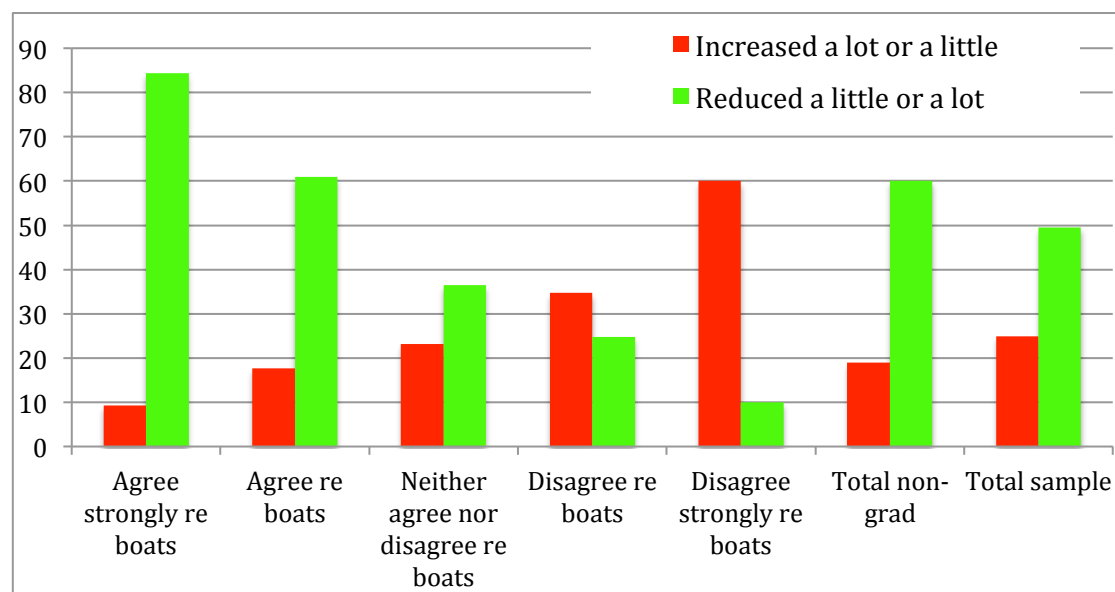 Increased a lot or a little
Reduced a little or a lot
90
80
70
60
50
40
30
20
10
0
Agree
strongly re
boats
Agree re
boats
Neither
agree nor
disagree re
boats
Disagree re
boats
Disagree
strongly re
boats
Total non-
grad
Total sample